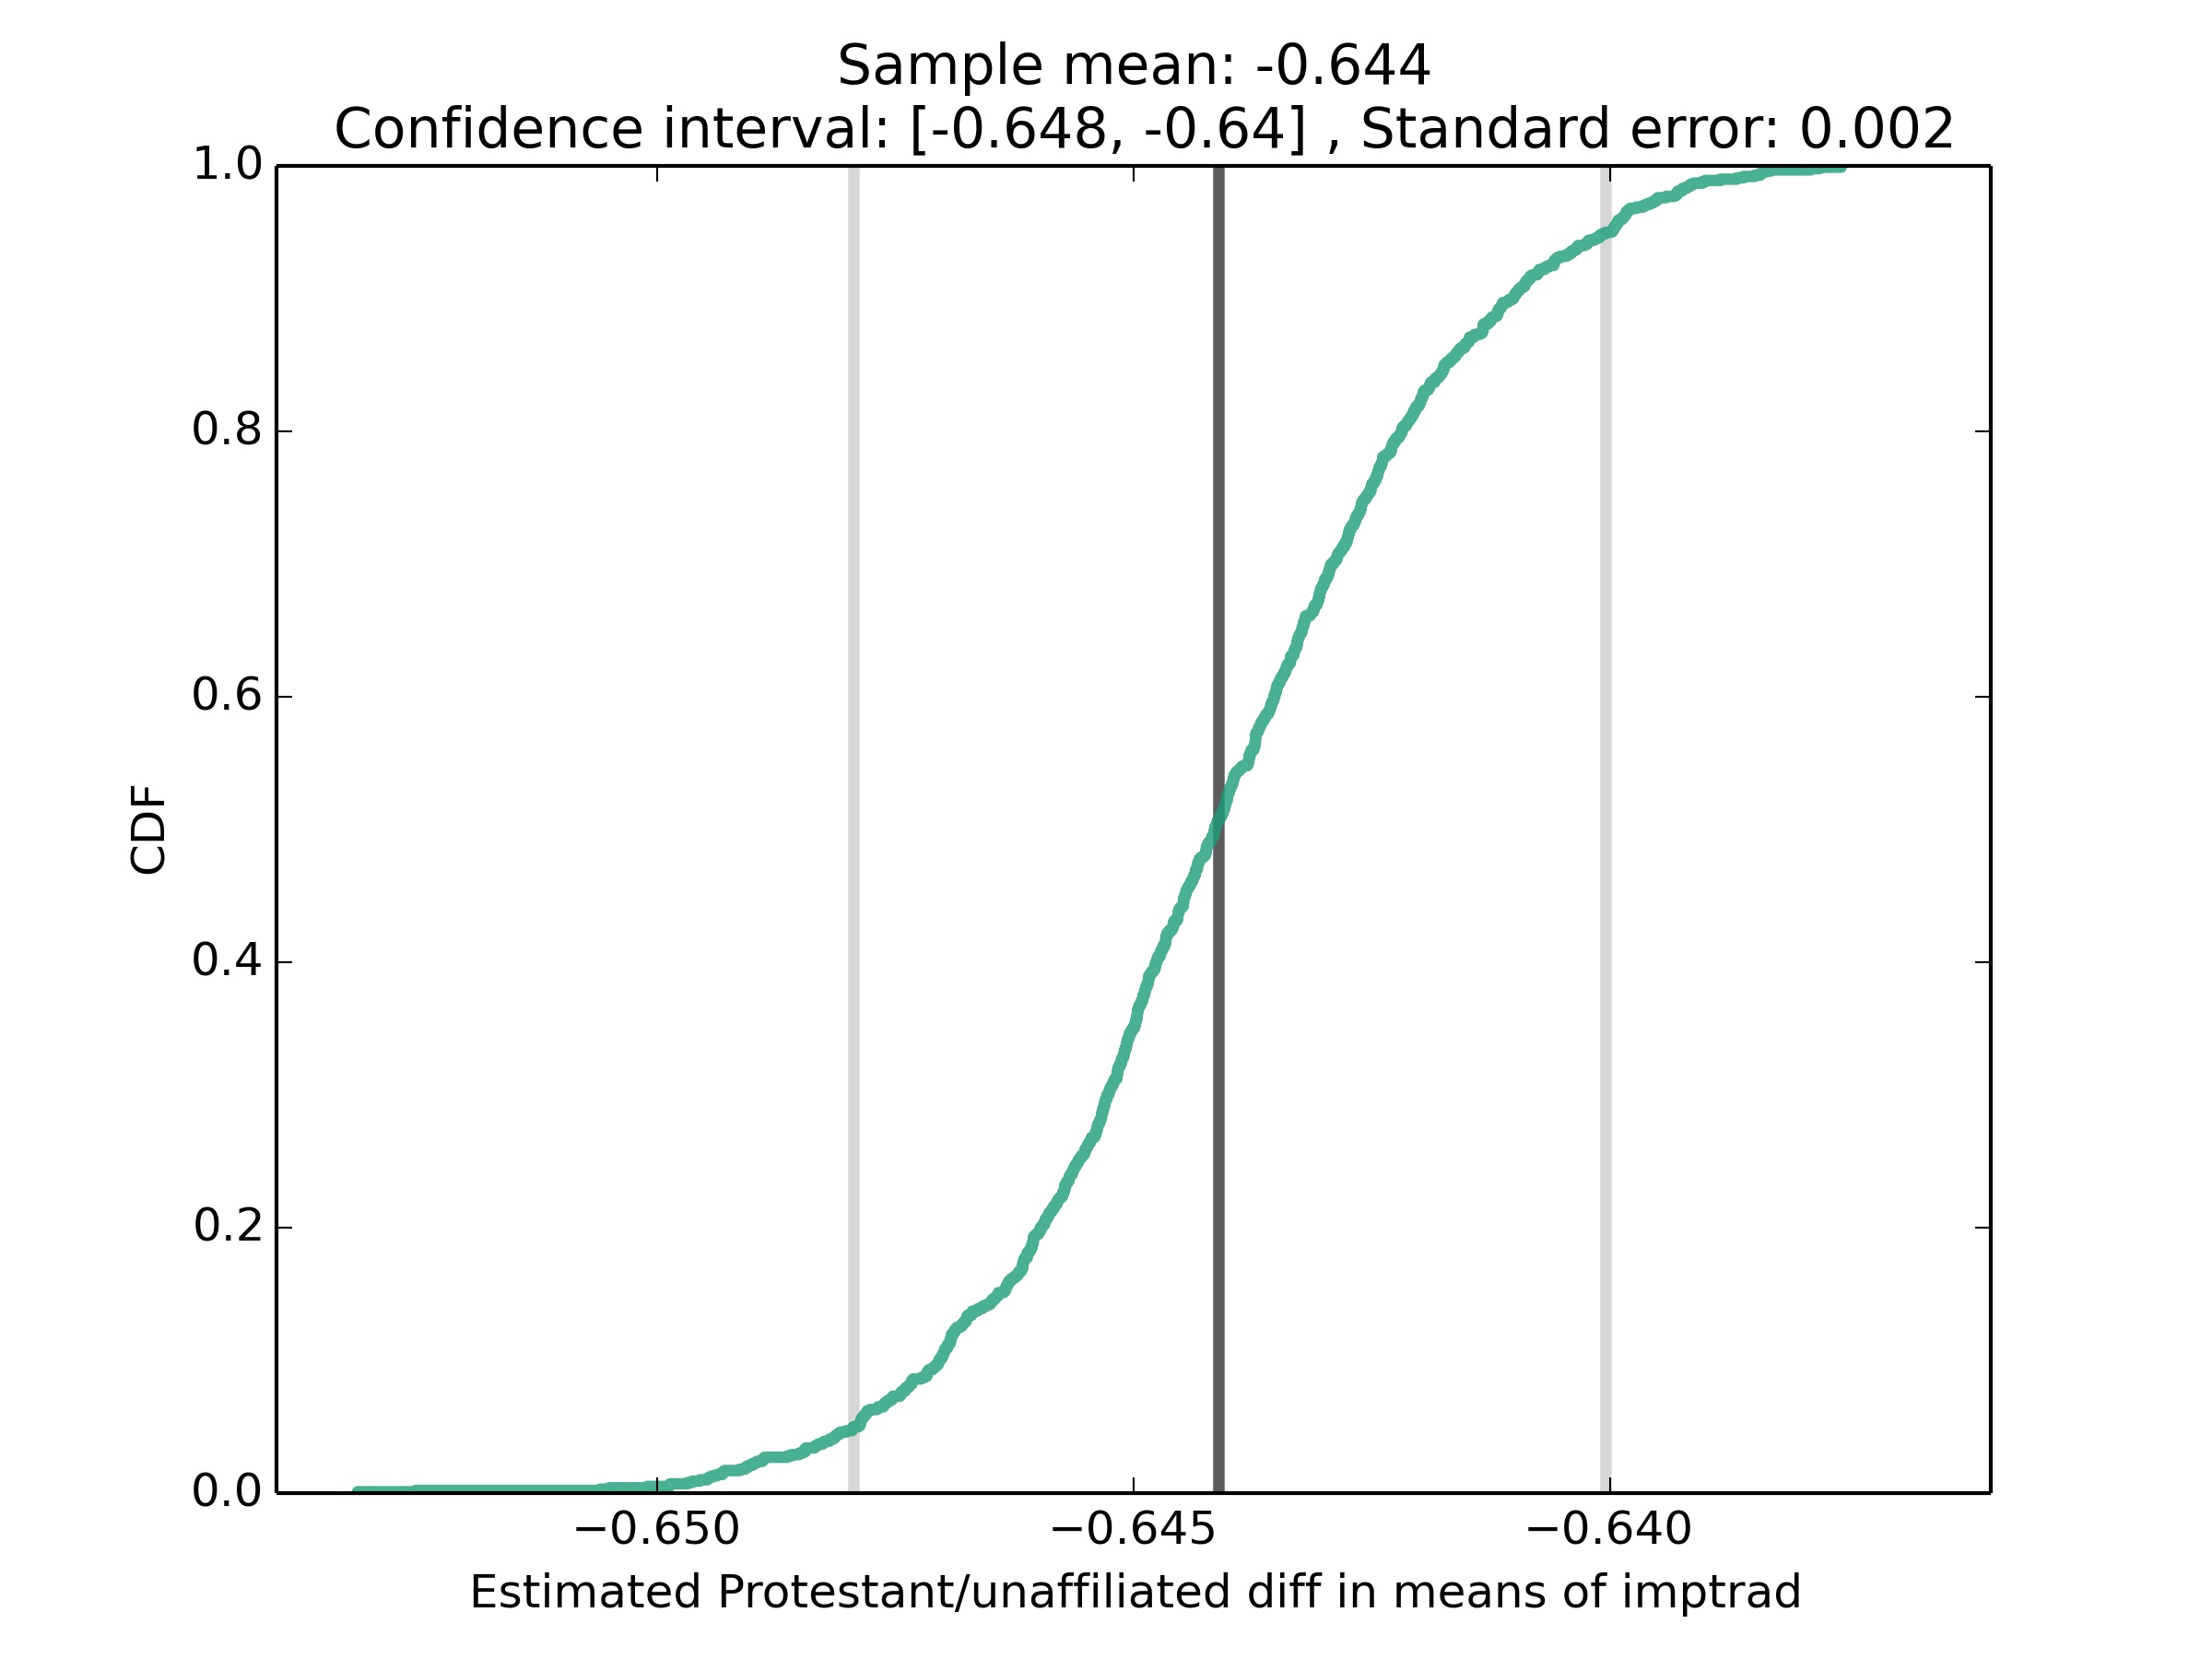 Sample mean: -0.644
Confidence interval: [-0.648, -0.64] , Standard error: 0.002
1.0
0.8
0.6
0.4
0.2
0.0
CDF
−0.650 −0.645 −0.640
Estimated Protestant/unaffiliated diff in means of imptrad